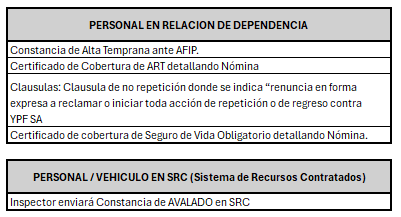 PERSONAL EN RELACION DE DEPENDENCIA
Constancia de Alta Temprana ante AFIP.
Certificado de Cobertura de ART detallando Nómina
Clausulas: Clausula de no repetición donde se indica “renuncia en forma
expresa a reclamar o iniciar toda acción de repetición o de regreso contra
YPF SA
Certificado de cobertura de Seguro de Vida Obligatorio detallando Nómina.
PERSONAL / VEHICULO EN SRC (Sistema de Recursos Contratados)
Inspector enviará Constancia de AVALADO en SRC